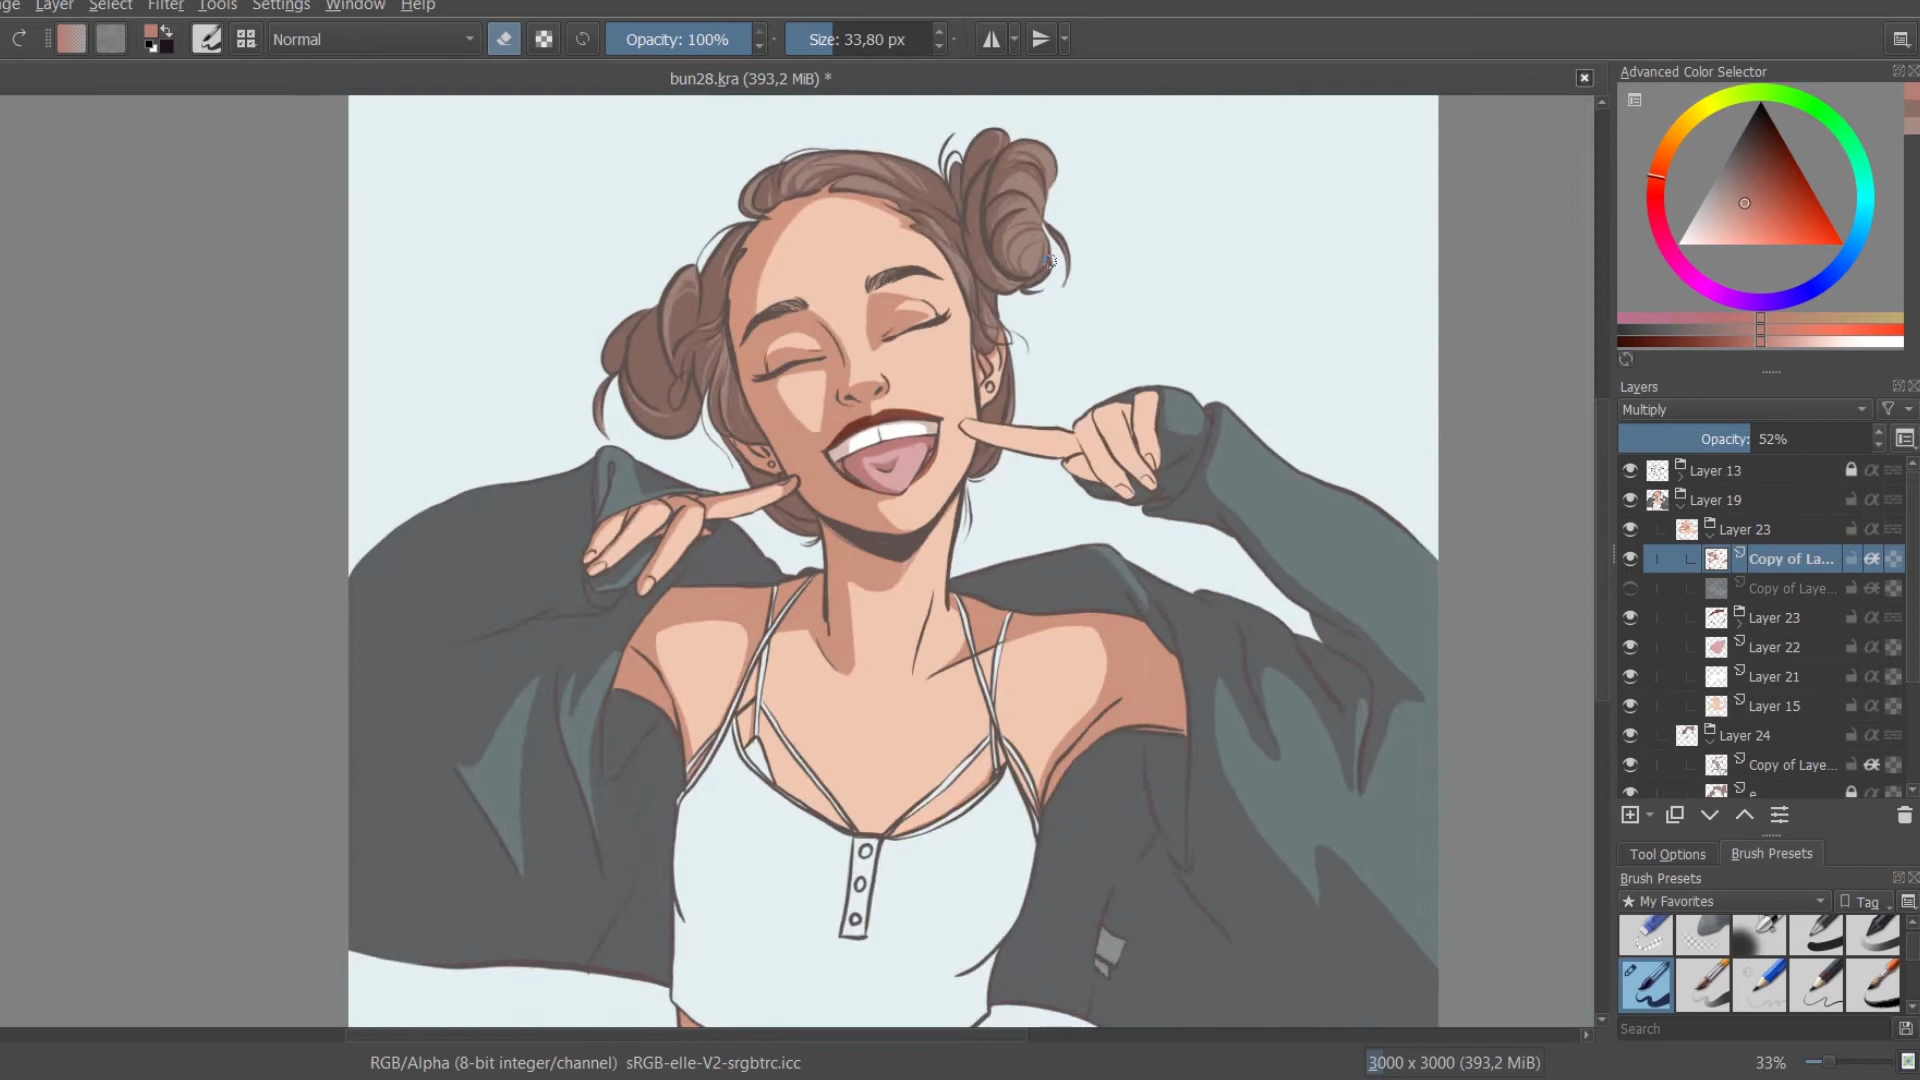 ge Layer Select Filter Tools Settings Window Help
Normal
Opacity: 100%
Size: 33,80 px
bun28.kra (393,2 MiB) *
Advanced Color Selector
Layers
Multiply
Opacity: 52%
Layer 13
Layer 19
Layer 23
Copy of La...
Copy of Laye...
Layer 23
Layer 22
Layer 21
Layer 15
Layer 24
Copy of Laye...
e
Tool Options
Brush Presets
Brush Presets
★ My Favorites
Tag
Search
RGB/Alpha (8-bit integer/channel) sRGB-elle-V2-srgbtrc.icc
3000 x 3000 (393,2 MiB)
33%